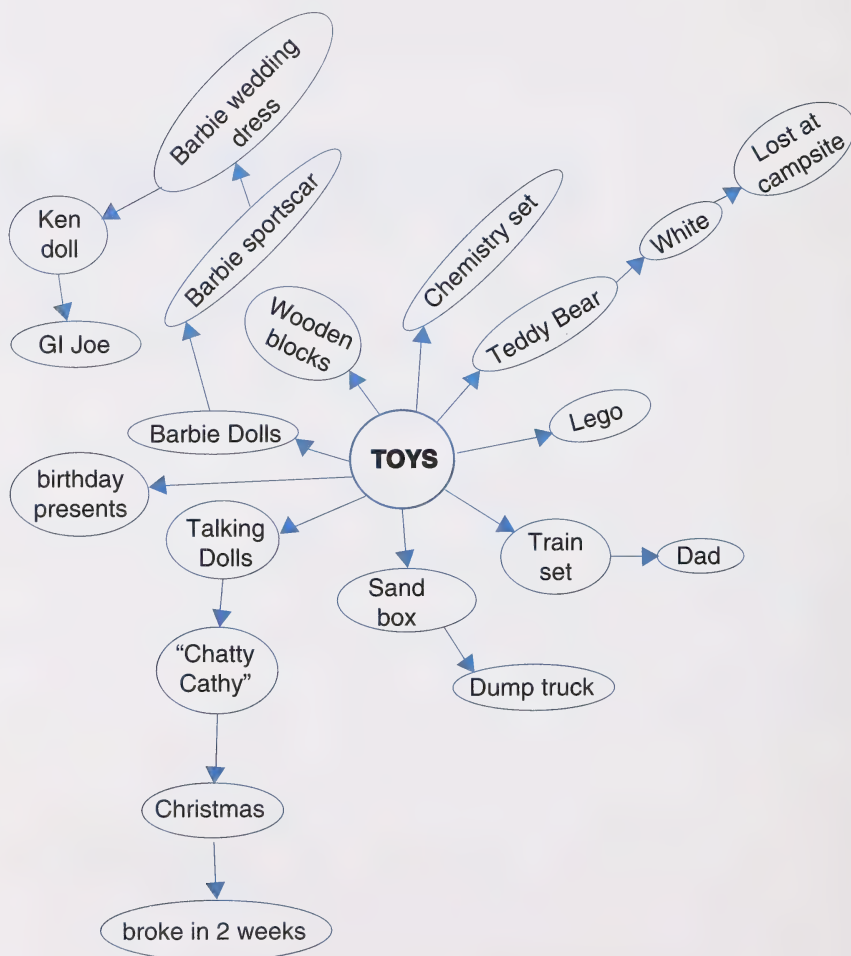 Barbie wedding
dress
Lost at
campsite
Ken
doll
Barbie sportscar
Chemistry set
White
GI Joe
Wooden
blocks
Teddy Bear
Lego
Barbie Dolls
TOYS
birthday
presents
Talking
Dolls
Train
set
Dad
Sand
box
“Chatty
Cathy”
Dump truck
Christmas
broke in 2 weeks